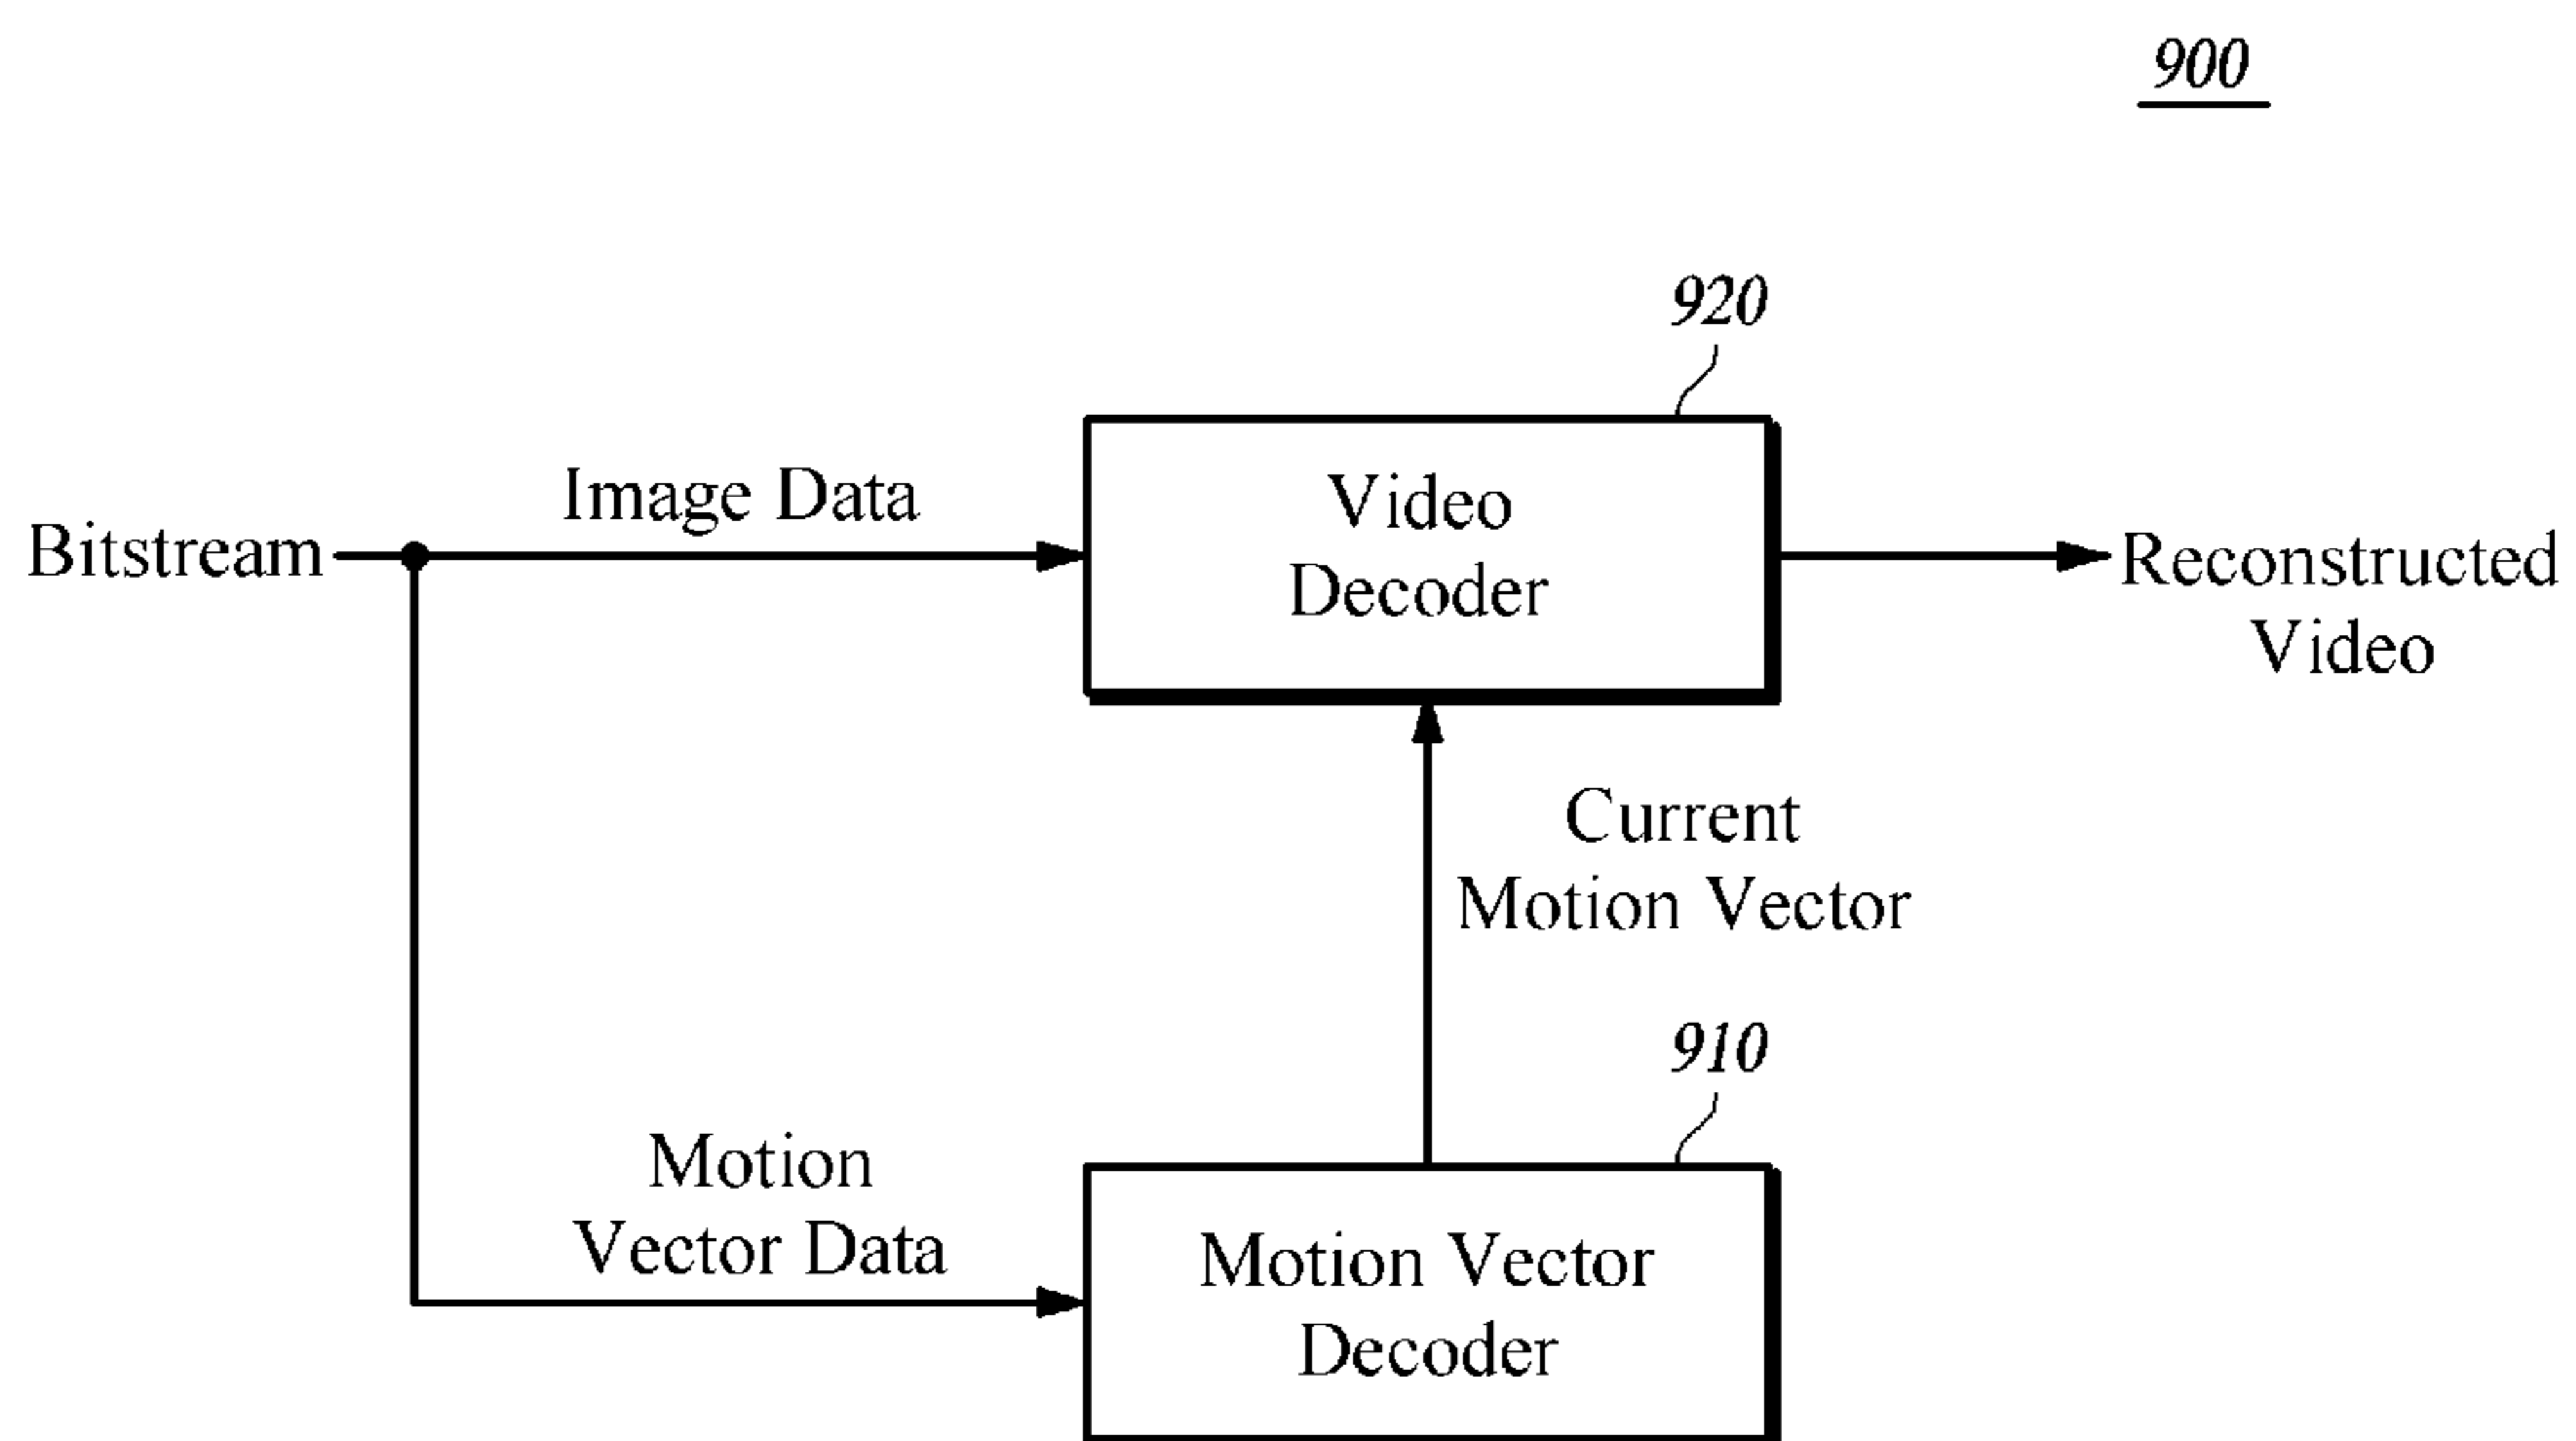 900
920
Image Data
Video
Decoder
Bitstream
Reconstructed
Video
Current
Motion Vector
910
Motion
Vector Data
Motion Vector
Decoder